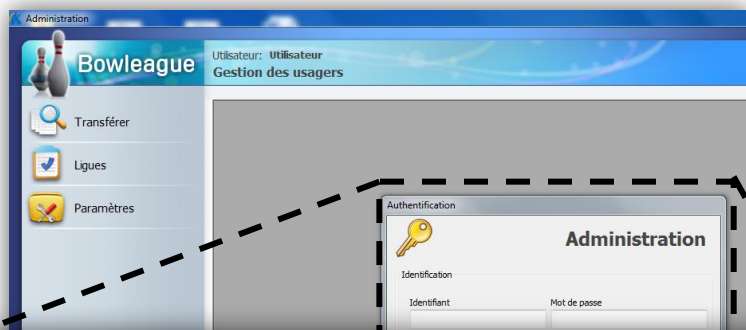 Administration
Bowleague
Utilisateur: Utilisateur
Gestion des usagers
Transférer
Ligues
Paramètres
Authentification
Administration
Identification
Identifiant Mot de passe